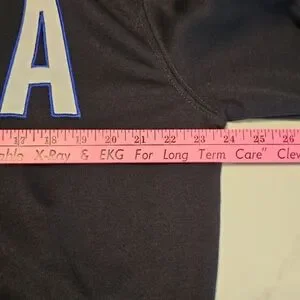 A
17 18 19 20 21 22 23 24 25 26
X-Ray & EKG For Long Term Care"